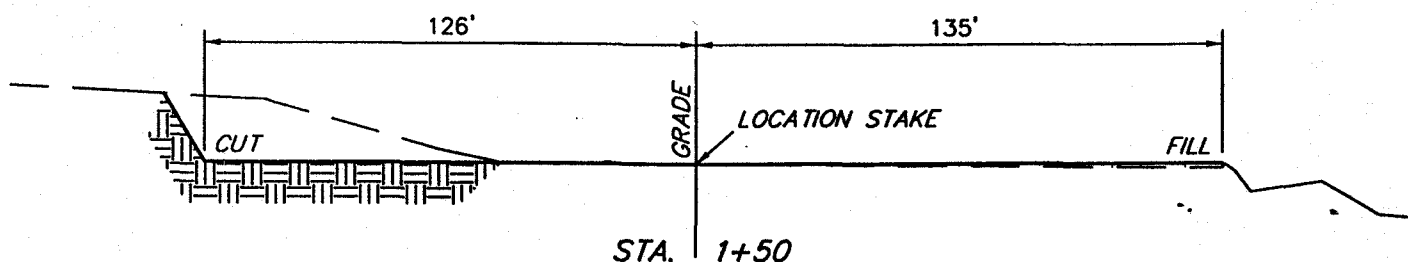 126'
135'
GRADE
LOCATION STAKE
CUT
FILL
STA. 1+50